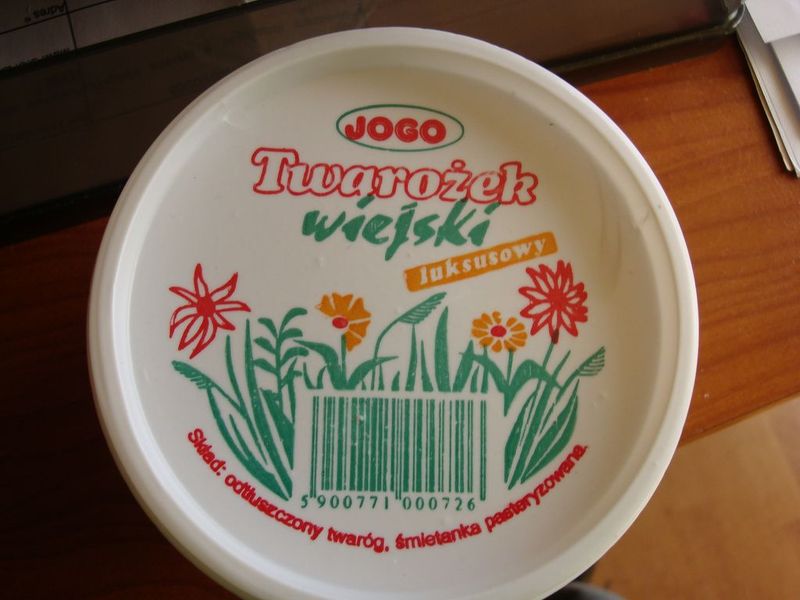 JOGO
Twarożek
wiejski
luksusowy
5 900771 000726
Skład: odtłuszczony twaróg, śmietanka pasteryzowana.